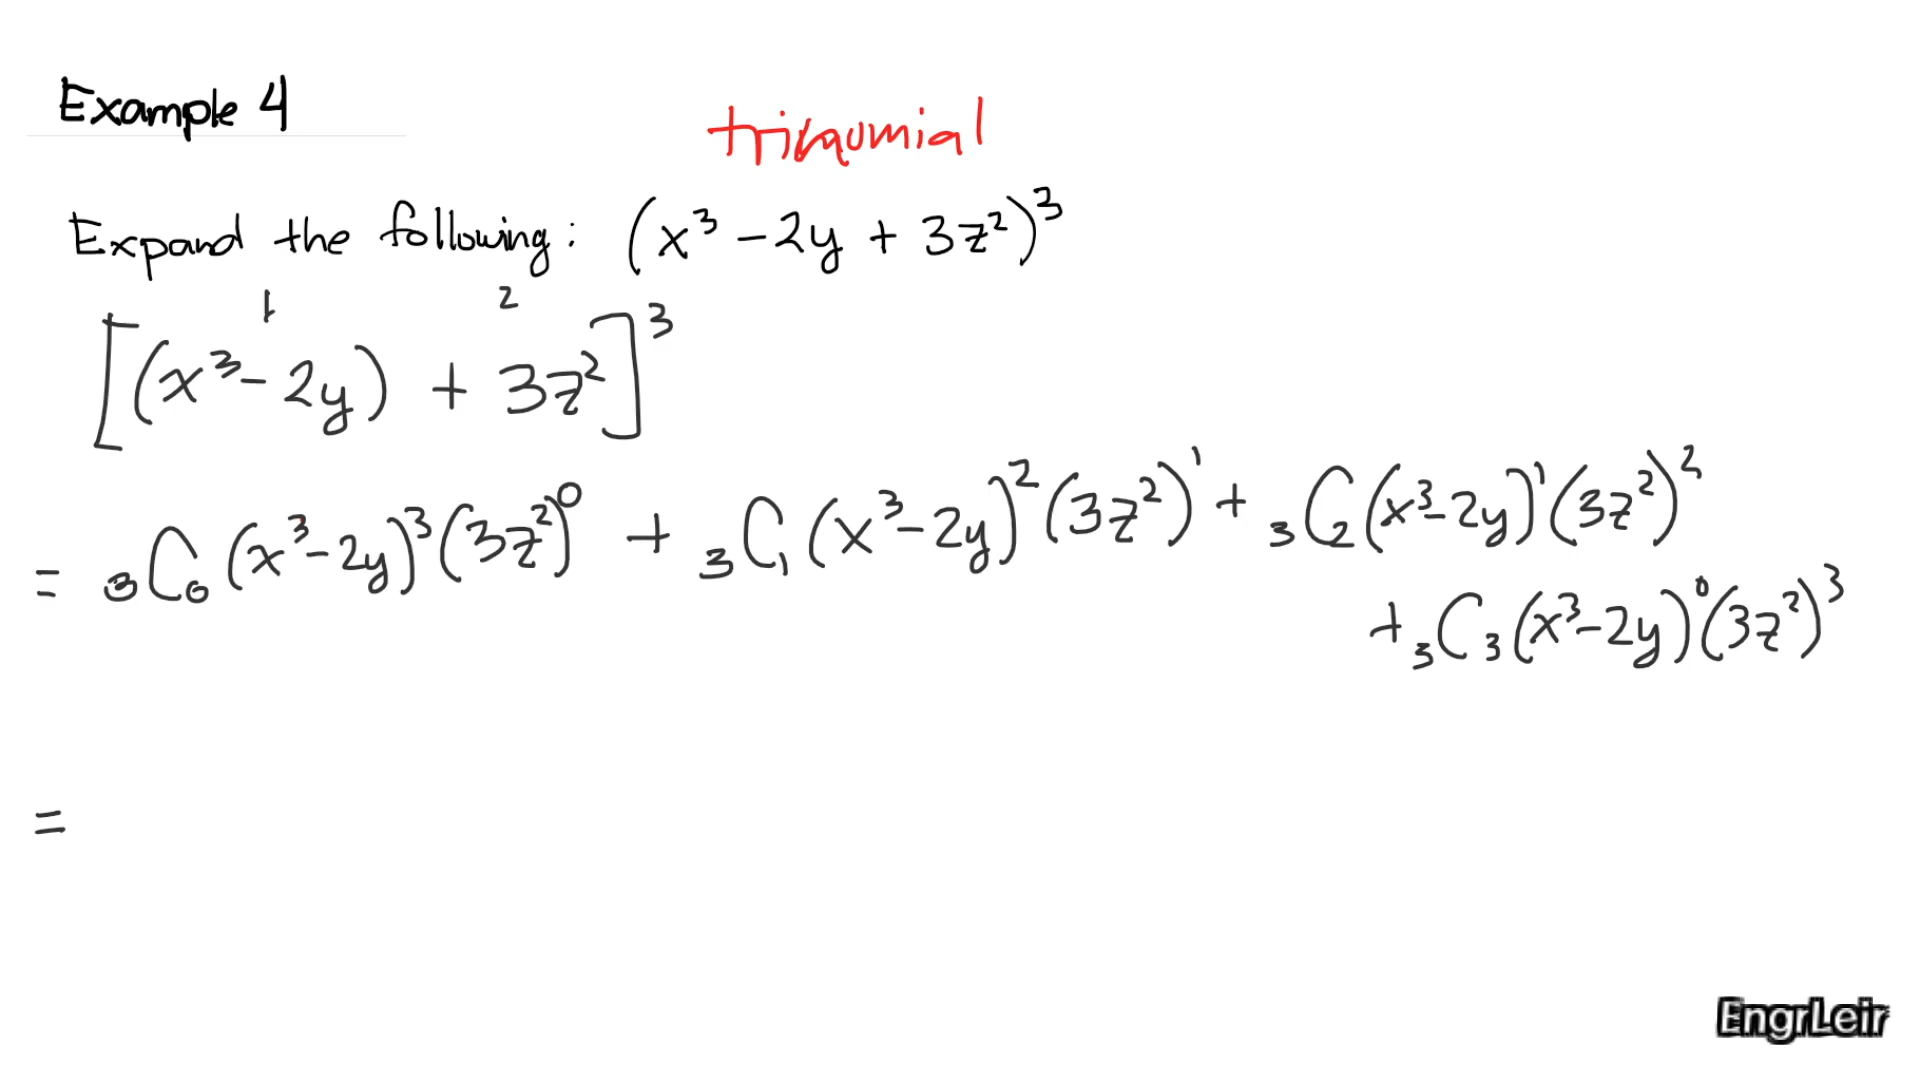 Example 4
trinomial
Expand the following: (x³ - 2y + 3z²)³
1 2
[(x³ - 2y) + 3z²]³
= ₃C₀ (x³ - 2y)³ (3z²)⁰ + ₃C₁ (x³ - 2y)² (3z²)¹ + ₃C₂ (x³ - 2y)¹ (3z²)²
+ ₃C₃ (x³ - 2y)⁰ (3z²)³
=
EngrLeir